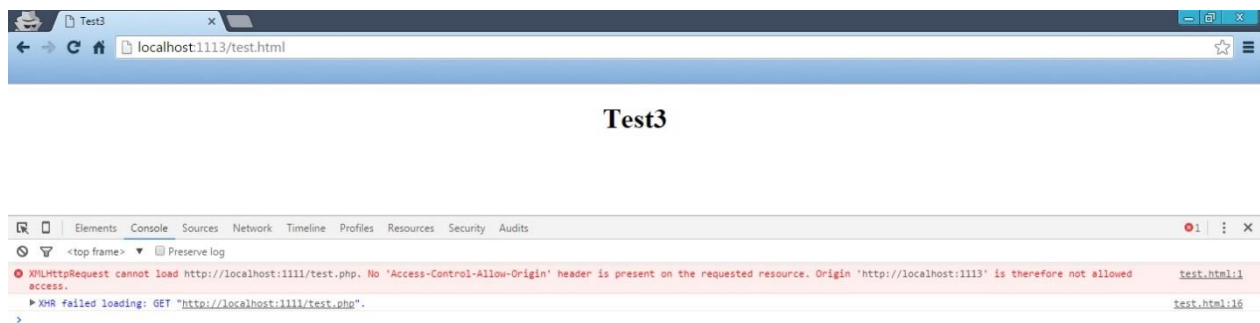 Test3
localhost:1113/test.html
Test3
Elements Console Sources Network Timeline Profiles Resources Security Audits
1
<top frame> Preserve log
XMLHttpRequest cannot load http://localhost:1111/test.php. No 'Access-Control-Allow-Origin' header is present on the requested resource. Origin 'http://localhost:1113' is therefore not allowed test.html:1
access.
XHR failed loading: GET "http://localhost:1111/test.php". test.html:16